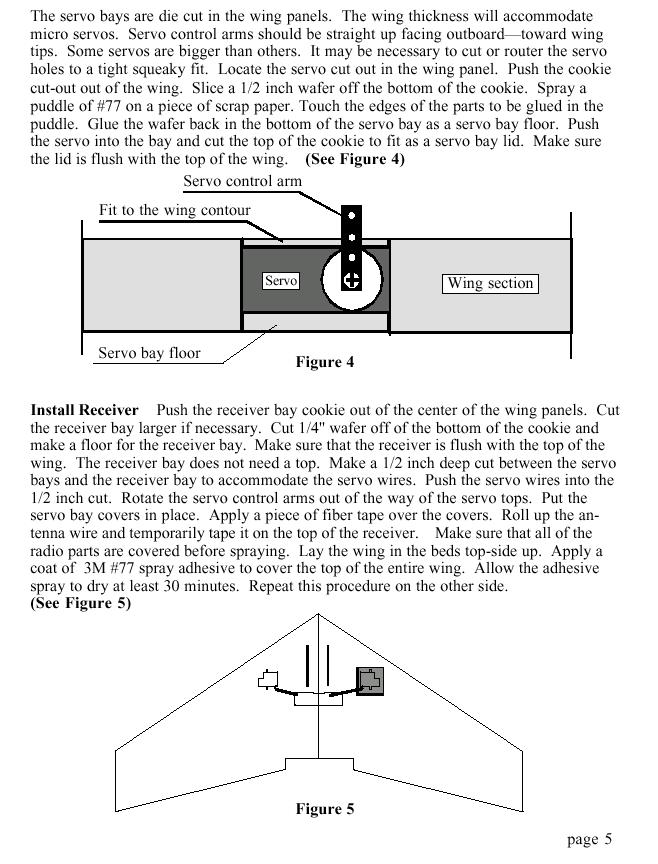 The servo bays are die cut in the wing panels.  The wing thickness will accommodate
micro servos.  Servo control arms should be straight up facing outboard—toward wing
tips.  Some servos are bigger than others.  It may be necessary to cut or router the servo
holes to a tight squeaky fit.  Locate the servo cut out in the wing panel.  Push the cookie
cut-out out of the wing.  Slice a 1/2 inch wafer off the bottom of the cookie.  Spray a
puddle of #77 on a piece of scrap paper. Touch the edges of the parts to be glued in the
puddle.  Glue the wafer back in the bottom of the servo bay as a servo bay floor.  Push
the servo into the bay and cut the top of the cookie to fit as a servo bay lid.  Make sure
the lid is flush with the top of the wing.   (See Figure 4)
Servo control arm
Fit to the wing contour
Servo
Wing section
Servo bay floor
Figure 4
Install Receiver    Push the receiver bay cookie out of the center of the wing panels.  Cut
the receiver bay larger if necessary.  Cut 1/4" wafer off of the bottom of the cookie and
make a floor for the receiver bay.  Make sure that the receiver is flush with the top of the
wing.  The receiver bay does not need a top.  Make a 1/2 inch deep cut between the servo
bays and the receiver bay to accommodate the servo wires.  Push the servo wires into the
1/2 inch cut.  Rotate the servo control arms out of the way of the servo tops.  Put the
servo bay covers in place.  Apply a piece of fiber tape over the covers.  Roll up the an-
tenna wire and temporarily tape it on the top of the receiver.    Make sure that all of the
radio parts are covered before spraying.  Lay the wing in the beds top-side up.  Apply a
coat of  3M #77 spray adhesive to cover the top of the entire wing.  Allow the adhesive
spray to dry at least 30 minutes.  Repeat this procedure on the other side.
(See Figure 5)
Figure 5
page 5